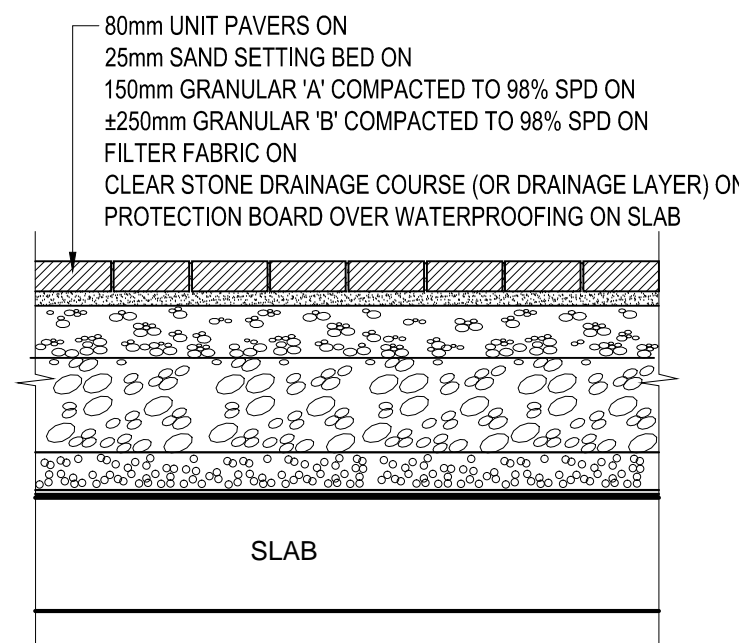 80mm UNIT PAVERS ON
25mm SAND SETTING BED ON
150mm GRANULAR 'A' COMPACTED TO 98% SPD ON
±250mm GRANULAR 'B' COMPACTED TO 98% SPD ON
FILTER FABRIC ON
CLEAR STONE DRAINAGE COURSE (OR DRAINAGE LAYER) ON
PROTECTION BOARD OVER WATERPROOFING ON SLAB
SLAB